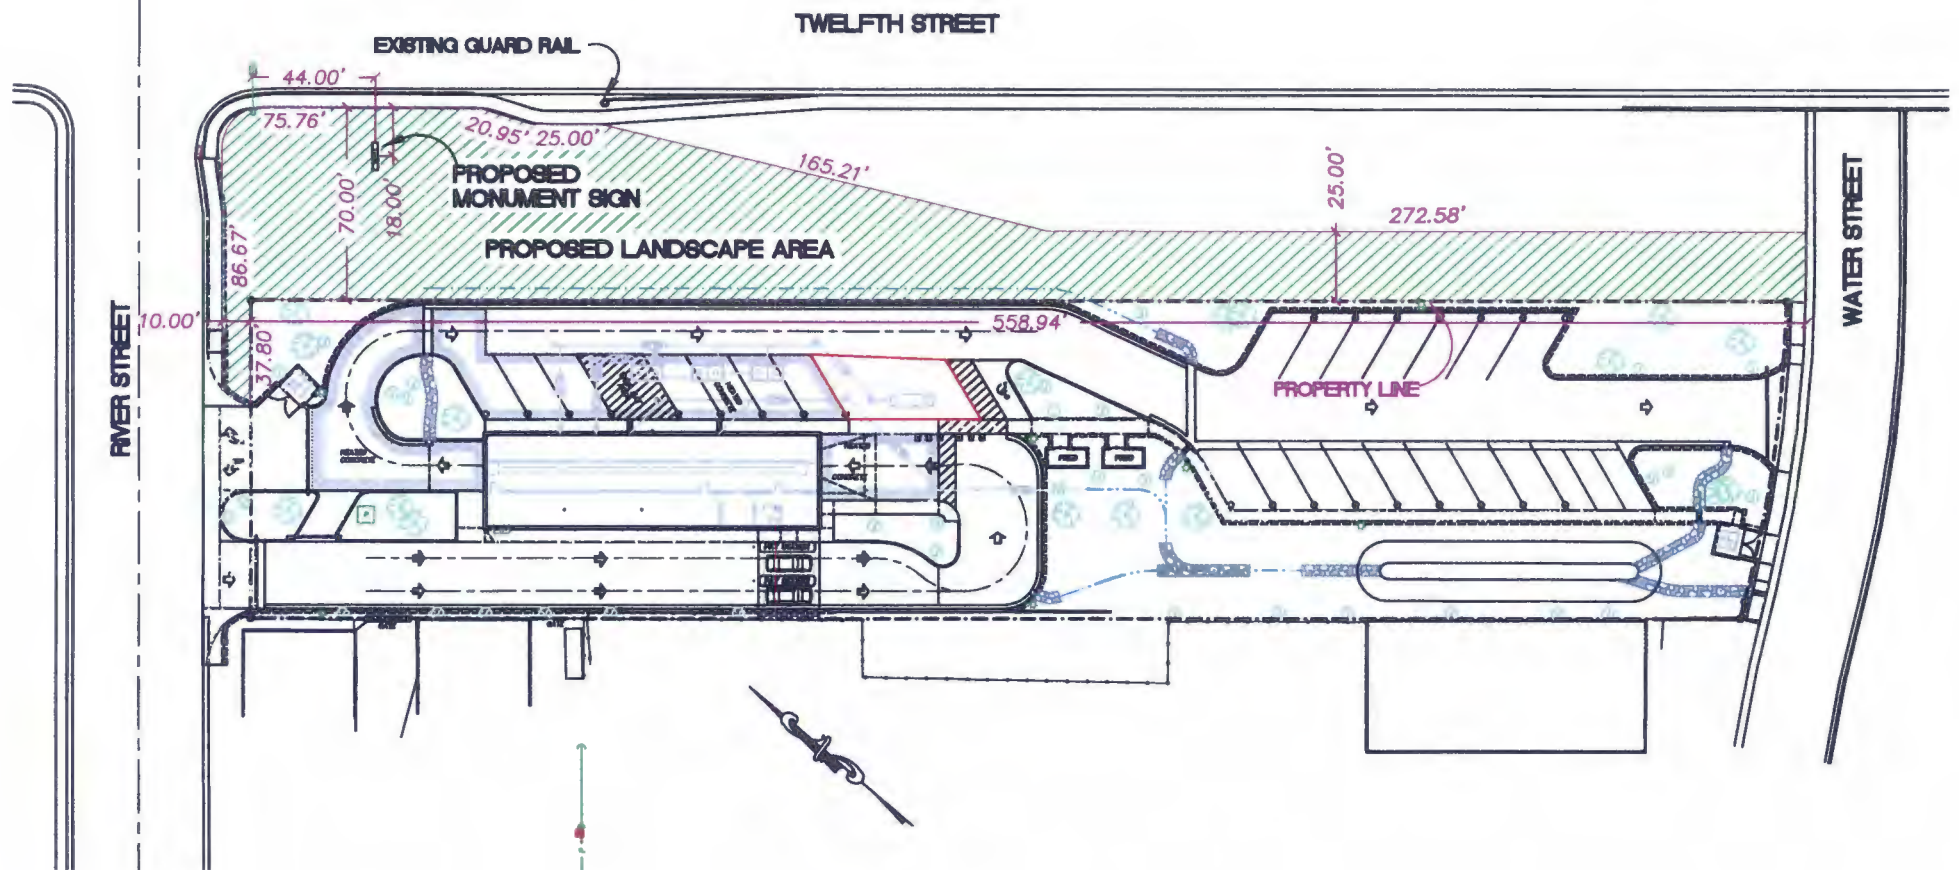 TWELFTH STREET
EXISTING GUARD RAIL
44.00'
75.76'
20.95'
25.00'
165.21'
PROPOSED
MONUMENT SIGN
70.00'
18.00'
25.00'
272.58'
WATER STREET
PROPOSED LANDSCAPE AREA
86.67'
RIVER STREET
10.00'
558.94'
37.80'
PROPERTY LINE